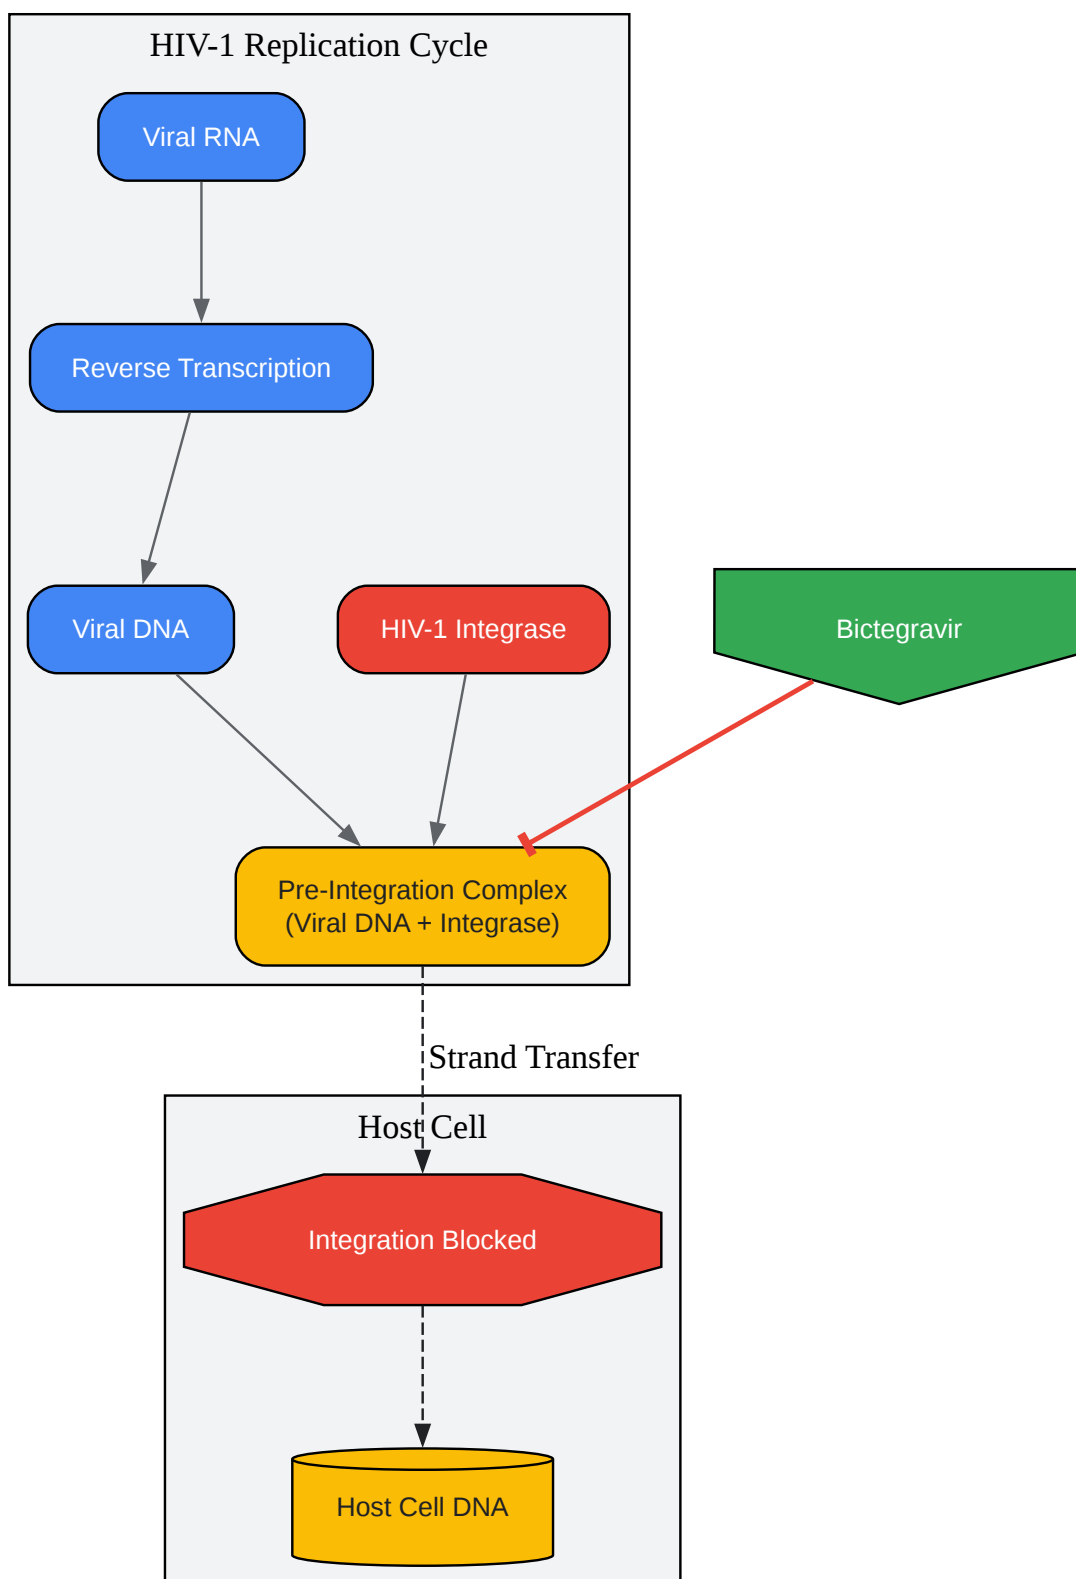 HIV-1 Replication Cycle
Viral RNA
Reverse Transcription
Viral DNA
HIV-1 Integrase
Bictegravir
Pre-Integration Complex
(Viral DNA + Integrase)
Strand Transfer
Host Cell
Integration Blocked
Host Cell DNA